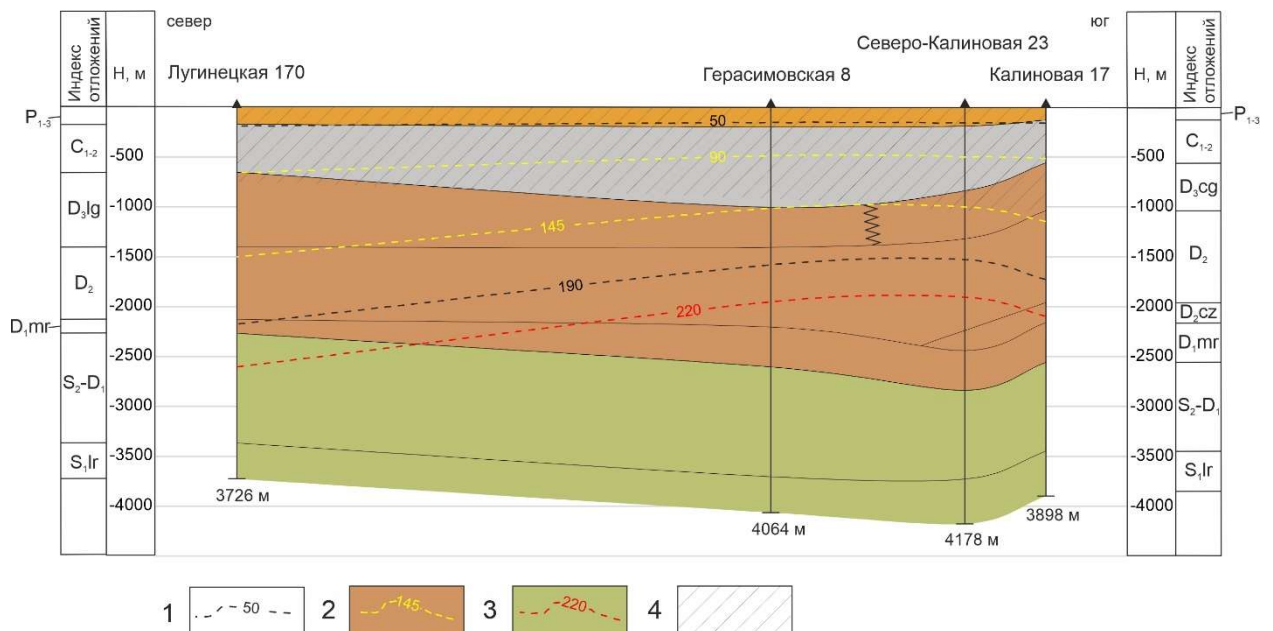 север
юг
Северо-Калиновая 23
Лугинецкая 170
Герасимовская 8
Калиновая 17
Индекс
отложений
Н, м
Н, м
Индекс
отложений
P₁₋₃
C₁₋₂
D₃lg
D₂
D₁mr
S₂-D₁
S₁lr
-500
-1000
-1500
-2000
-2500
-3000
-3500
-4000
50
90
145
190
220
3726 м
4064 м
4178 м
3898 м
-500
-1000
-1500
-2000
-2500
-3000
-3500
-4000
P₁₋₃
C₁₋₂
D₃cg
D₂
D₂cz
D₁mr
S₂-D₁
S₁lr
1 50 2 145 3 220 4